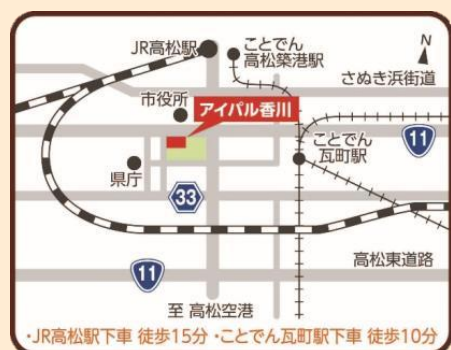 JR高松駅
ことでん
高松築港駅
N
さぬき浜街道
市役所
アイパル香川
ことでん
瓦町駅
11
県庁
33
高松東道路
11
至 高松空港
・JR高松駅下車 徒歩15分 ・ことでん瓦町駅下車 徒歩10分